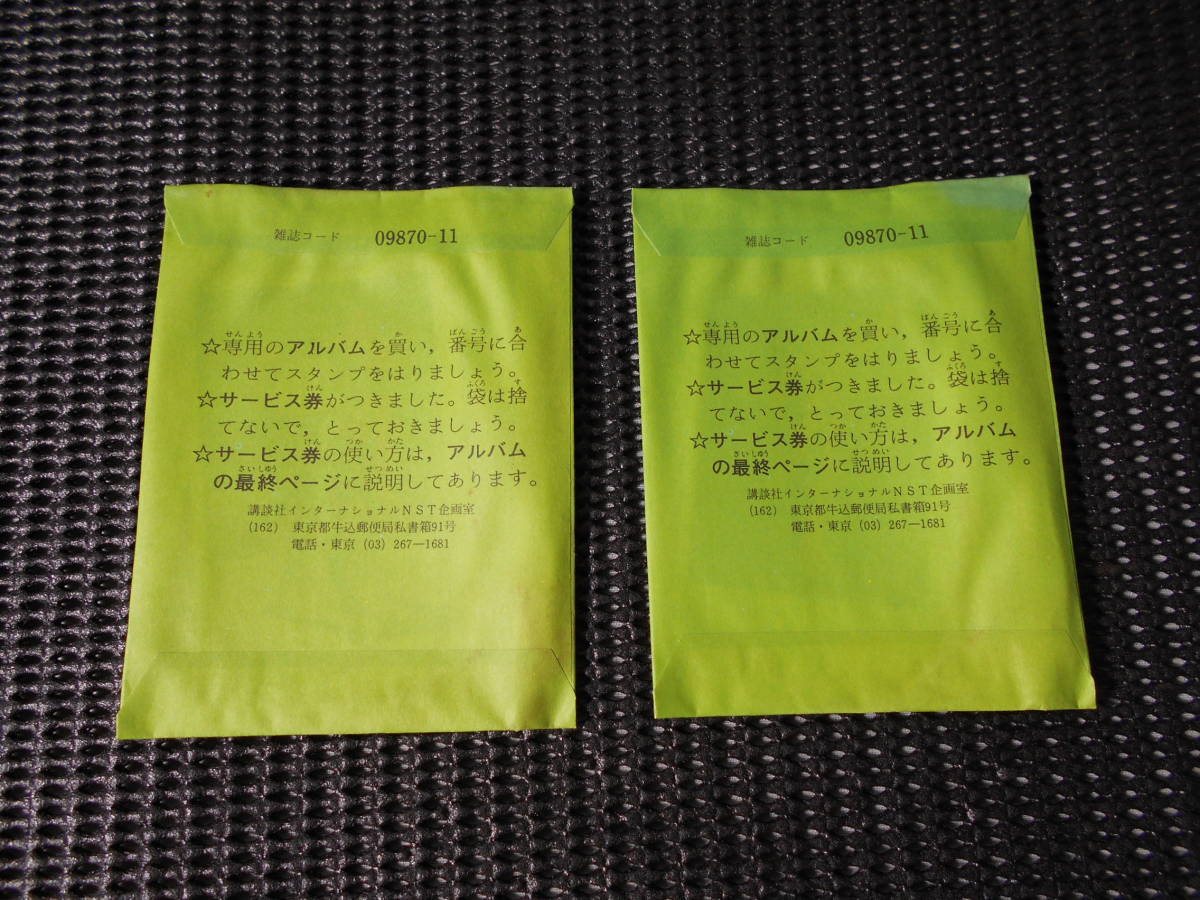 雑誌コード 09870-11
☆専用のアルバムを買い，番号に合
わせてスタンプをはりましょう。
☆サービス券がつきました。袋は捨
てないで，とっておきましょう。
☆サービス券の使い方は，アルバム
の最終ページに説明してあります。
講談社インターナショナルNST企画室
(162) 東京都牛込郵便局私書箱91号
電話・東京 (03) 267―1681
雑誌コード 09870-11
☆専用のアルバムを買い，番号に合
わせてスタンプをはりましょう。
☆サービス券がつきました。袋は捨
てないで，とっておきましょう。
☆サービス券の使い方は，アルバム
の最終ページに説明してあります。
講談社インターナショナルNST企画室
(162) 東京都牛込郵便局私書箱91号
電話・東京 (03) 267―1681